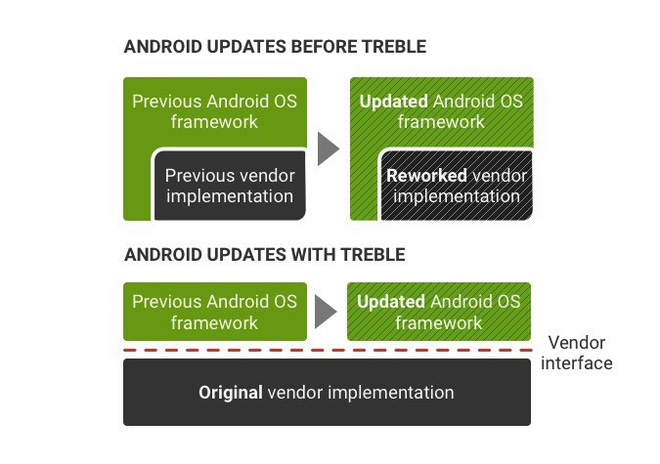 ANDROID UPDATES BEFORE TREBLE
Previous Android OS
framework
Previous vendor
implementation
Updated Android OS
framework
Reworked vendor
implementation
ANDROID UPDATES WITH TREBLE
Previous Android OS
framework
Updated Android OS
framework
Vendor
interface
Original vendor implementation